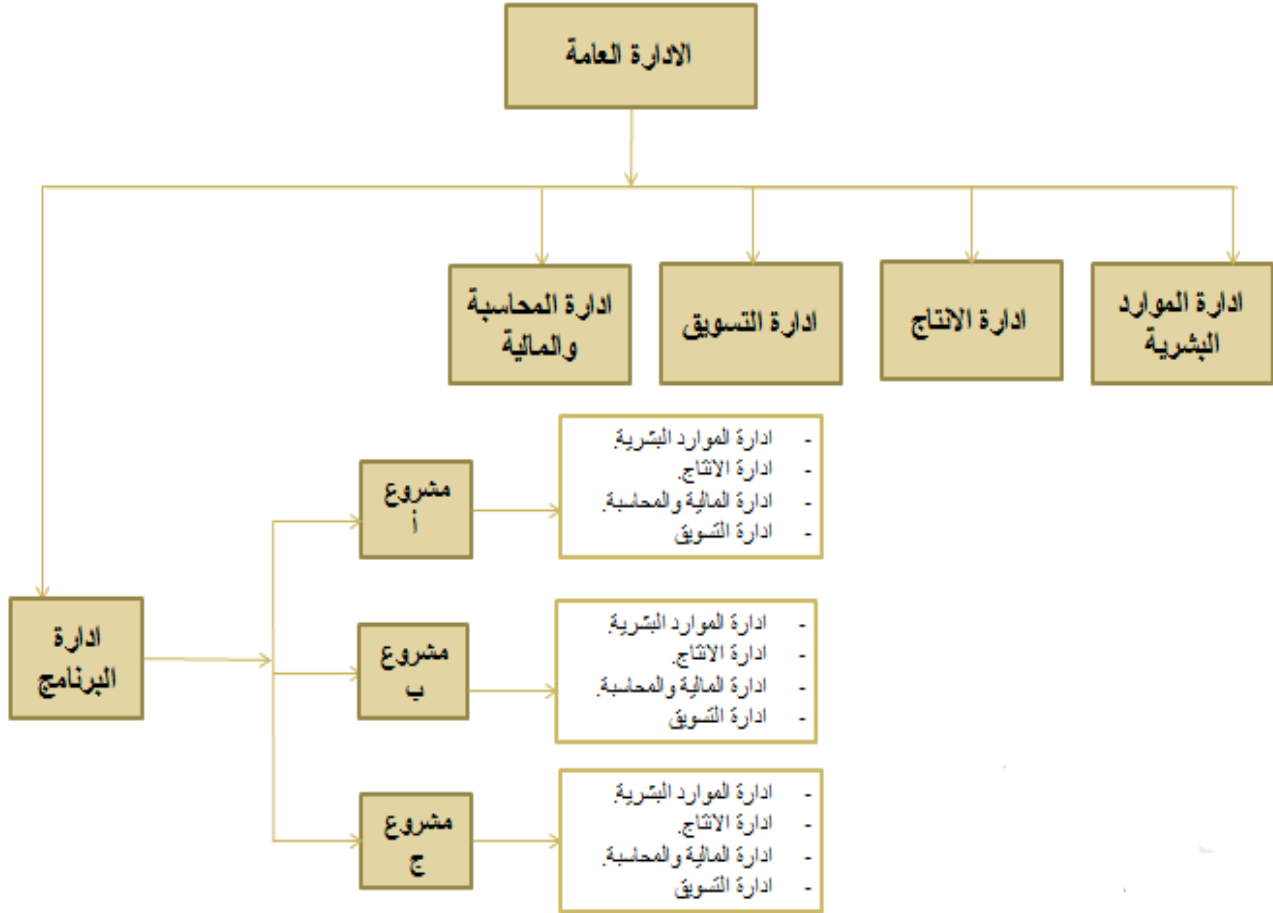 الادارة العامة
ادارة الموارد
البشرية
ادارة الانتاج
ادارة التسويق
ادارة المحاسبة
والمالية
ادارة
البرنامج
مشروع
أ
- ادارة الموارد البشرية.
- ادارة الانتاج.
- ادارة المالية والمحاسبة.
- ادارة التسويق
مشروع
ب
- ادارة الموارد البشرية.
- ادارة الانتاج.
- ادارة المالية والمحاسبة.
- ادارة التسويق
مشروع
ج
- ادارة الموارد البشرية.
- ادارة الانتاج.
- ادارة المالية والمحاسبة.
- ادارة التسويق